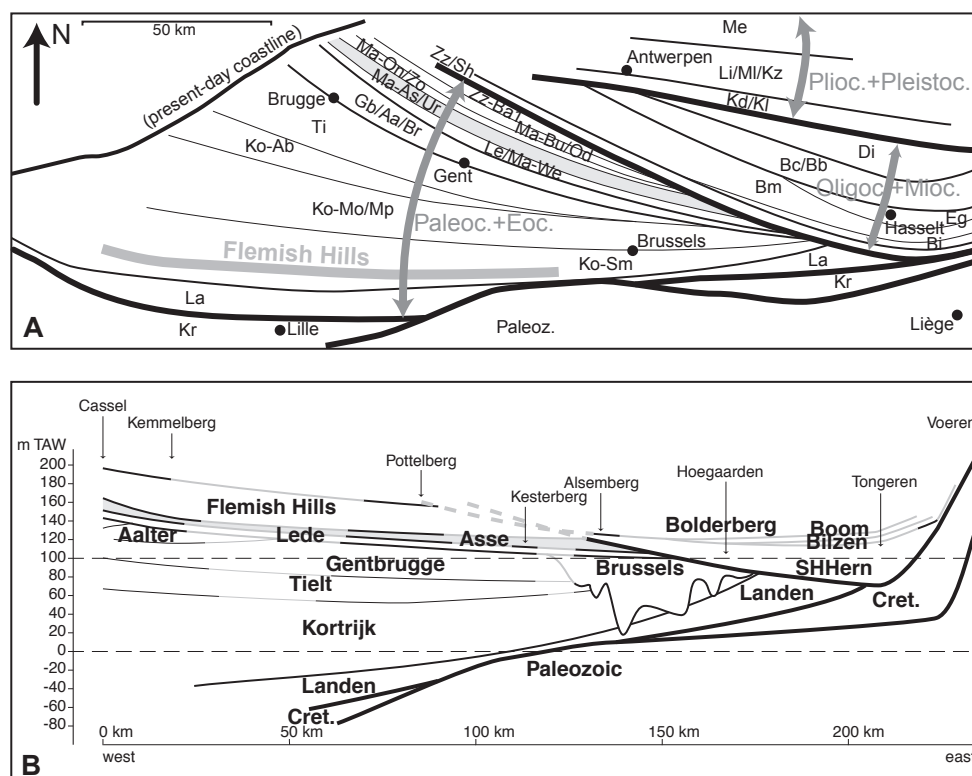 N
50 km
(present-day coastline)
Me
Antwerpen
Li/Ml/Kz
Plioc.+Pleistoc.
Kd/Kl
Zz/Sh
Zz-Ba
Ma-On/Zo
Ma-As/Ur
Ma-Bu/Od
Brugge
Gb/Aa/Br
Le/Ma-We
Ti
Ko-Ab
Gent
Di
Bc/Bb
Bm
Oligoc.+Mioc.
Eg
Hasselt
Bi
Ko-Mo/Mp
Paleoc.+Eoc.
Brussels
Flemish Hills
Ko-Sm
La
Kr
La
Kr
Lille
Paleoz.
Liège
A
Cassel
Kemmelberg
Voeren
m TAW
Pottelberg
Hoegaarden
Alsemberg
Tongeren
Kesterberg
200
180
160
140
120
100
80
60
40
20
0
-20
-40
-60
-80
Flemish Hills
Bolderberg
Boom
Bilzen
Aalter
Lede
Asse
Gentbrugge
Brussels
SHHern
Tielt
Landen
Cret.
Kortrijk
Paleozoic
Landen
Cret.
0 km
50 km
100 km
150 km
200 km
B
west
east